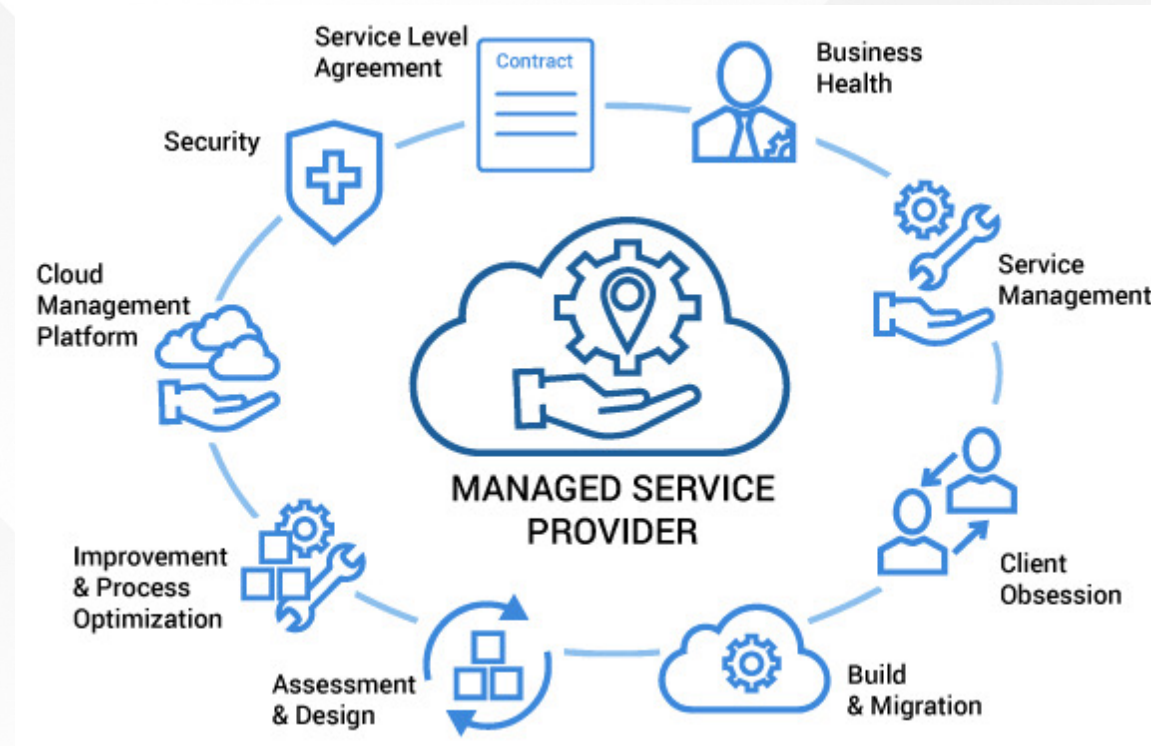 Service Level
Agreement
Contract
Business
Health
Security
Service
Management
Cloud
Management
Platform
MANAGED SERVICE
PROVIDER
Client
Obsession
Improvement
& Process
Optimization
Build
& Migration
Assessment
& Design